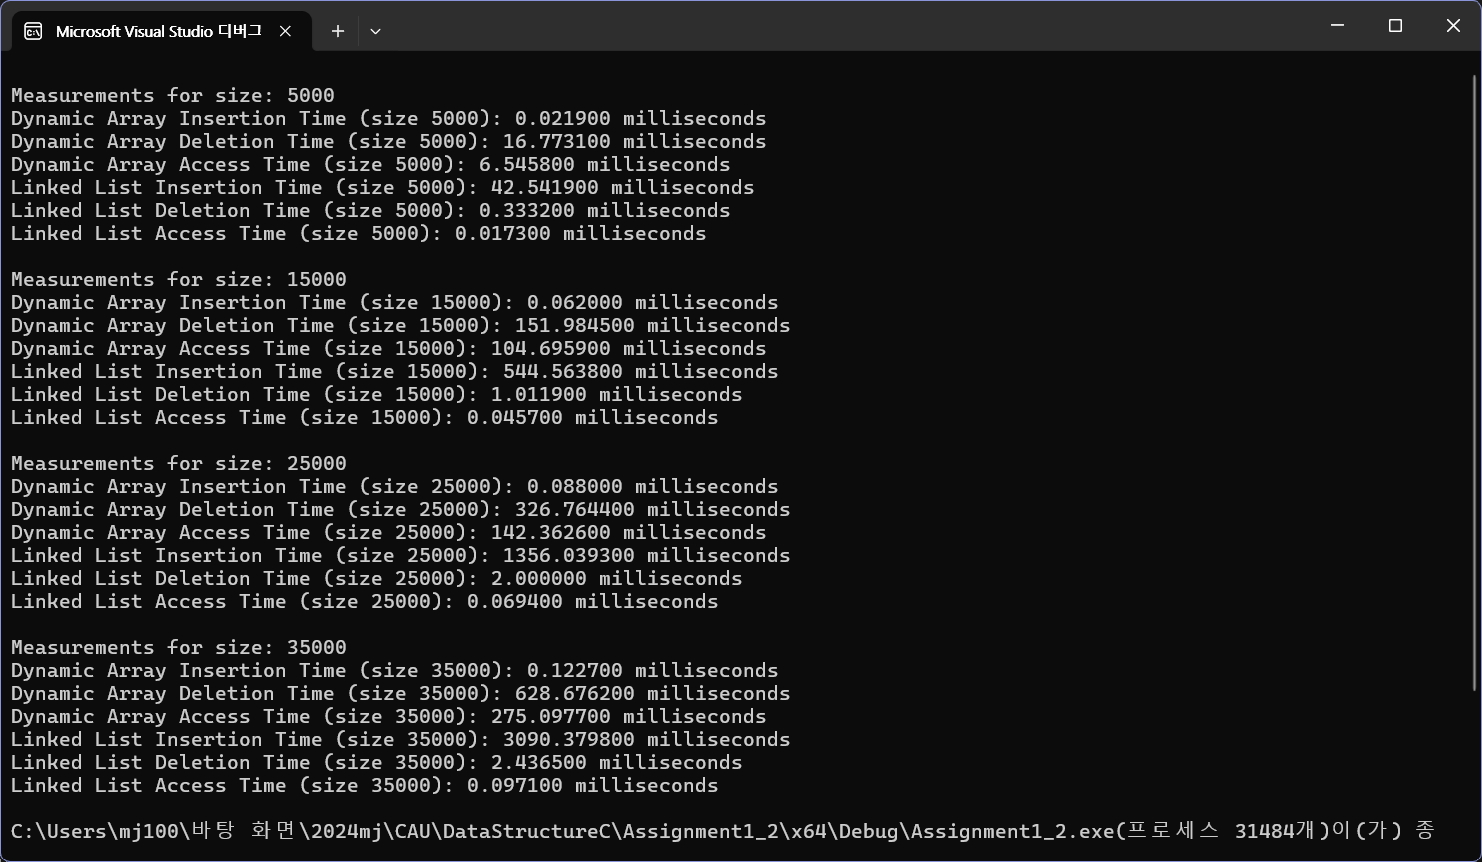 Microsoft Visual Studio 디버그
Measurements for size: 5000
Dynamic Array Insertion Time (size 5000): 0.021900 milliseconds
Dynamic Array Deletion Time (size 5000): 16.773100 milliseconds
Dynamic Array Access Time (size 5000): 6.545800 milliseconds
Linked List Insertion Time (size 5000): 42.541900 milliseconds
Linked List Deletion Time (size 5000): 0.333200 milliseconds
Linked List Access Time (size 5000): 0.017300 milliseconds
Measurements for size: 15000
Dynamic Array Insertion Time (size 15000): 0.062000 milliseconds
Dynamic Array Deletion Time (size 15000): 151.984500 milliseconds
Dynamic Array Access Time (size 15000): 104.695900 milliseconds
Linked List Insertion Time (size 15000): 544.563800 milliseconds
Linked List Deletion Time (size 15000): 1.011900 milliseconds
Linked List Access Time (size 15000): 0.045700 milliseconds
Measurements for size: 25000
Dynamic Array Insertion Time (size 25000): 0.088000 milliseconds
Dynamic Array Deletion Time (size 25000): 326.764400 milliseconds
Dynamic Array Access Time (size 25000): 142.362600 milliseconds
Linked List Insertion Time (size 25000): 1356.039300 milliseconds
Linked List Deletion Time (size 25000): 2.000000 milliseconds
Linked List Access Time (size 25000): 0.069400 milliseconds
Measurements for size: 35000
Dynamic Array Insertion Time (size 35000): 0.122700 milliseconds
Dynamic Array Deletion Time (size 35000): 628.676200 milliseconds
Dynamic Array Access Time (size 35000): 275.097700 milliseconds
Linked List Insertion Time (size 35000): 3090.379800 milliseconds
Linked List Deletion Time (size 35000): 2.436500 milliseconds
Linked List Access Time (size 35000): 0.097100 milliseconds
C:\Users\mj100\바탕 화면\2024mj\CAU\DataStructureC\Assignment1_2\x64\Debug\Assignment1_2.exe(프로세스 31484개)이(가) 종